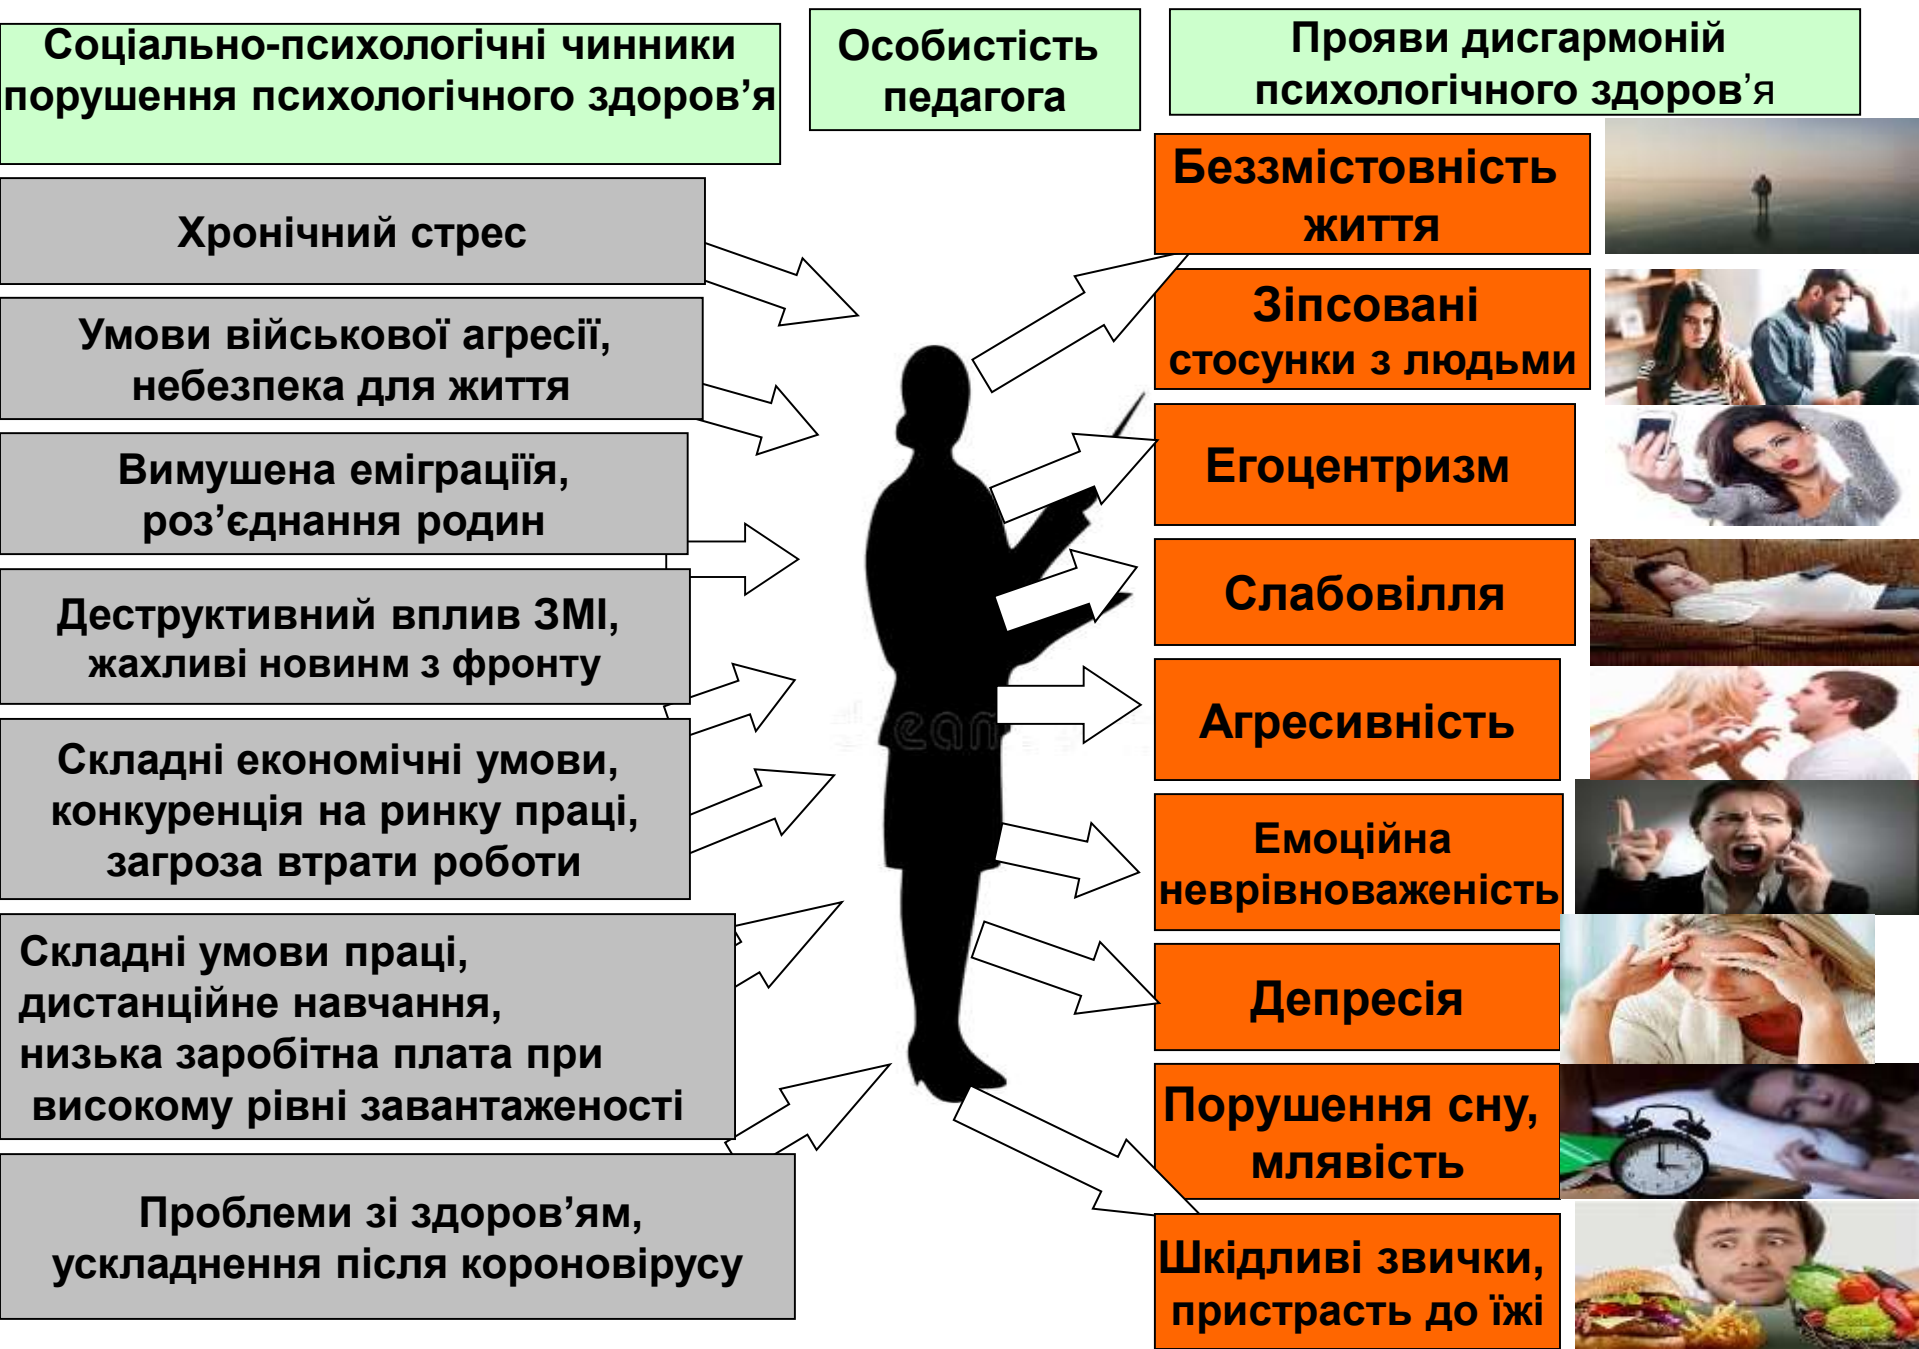 Соціально-психологічні чинники
порушення психологічного здоров’я
Особистість
педагога
Прояви дисгармоній
психологічного здоров’я
Хронічний стрес
Умови військової агресії,
небезпека для життя
Вимушена еміграціїя,
роз’єднання родин
Деструктивний вплив ЗМІ,
жахливі новинм з фронту
Складні економічні умови,
конкуренція на ринку праці,
загроза втрати роботи
Складні умови праці,
дистанційне навчання,
низька заробітна плата при
високому рівні завантаженості
Проблеми зі здоров’ям,
ускладнення після короновірусу
Беззмістовність
життя
Зіпсовані
стосунки з людьми
Егоцентризм
Слабовілля
Агресивність
Емоційна
неврівноваженість
Депресія
Порушення сну,
млявість
Шкідливі звички,
пристрасть до їжі